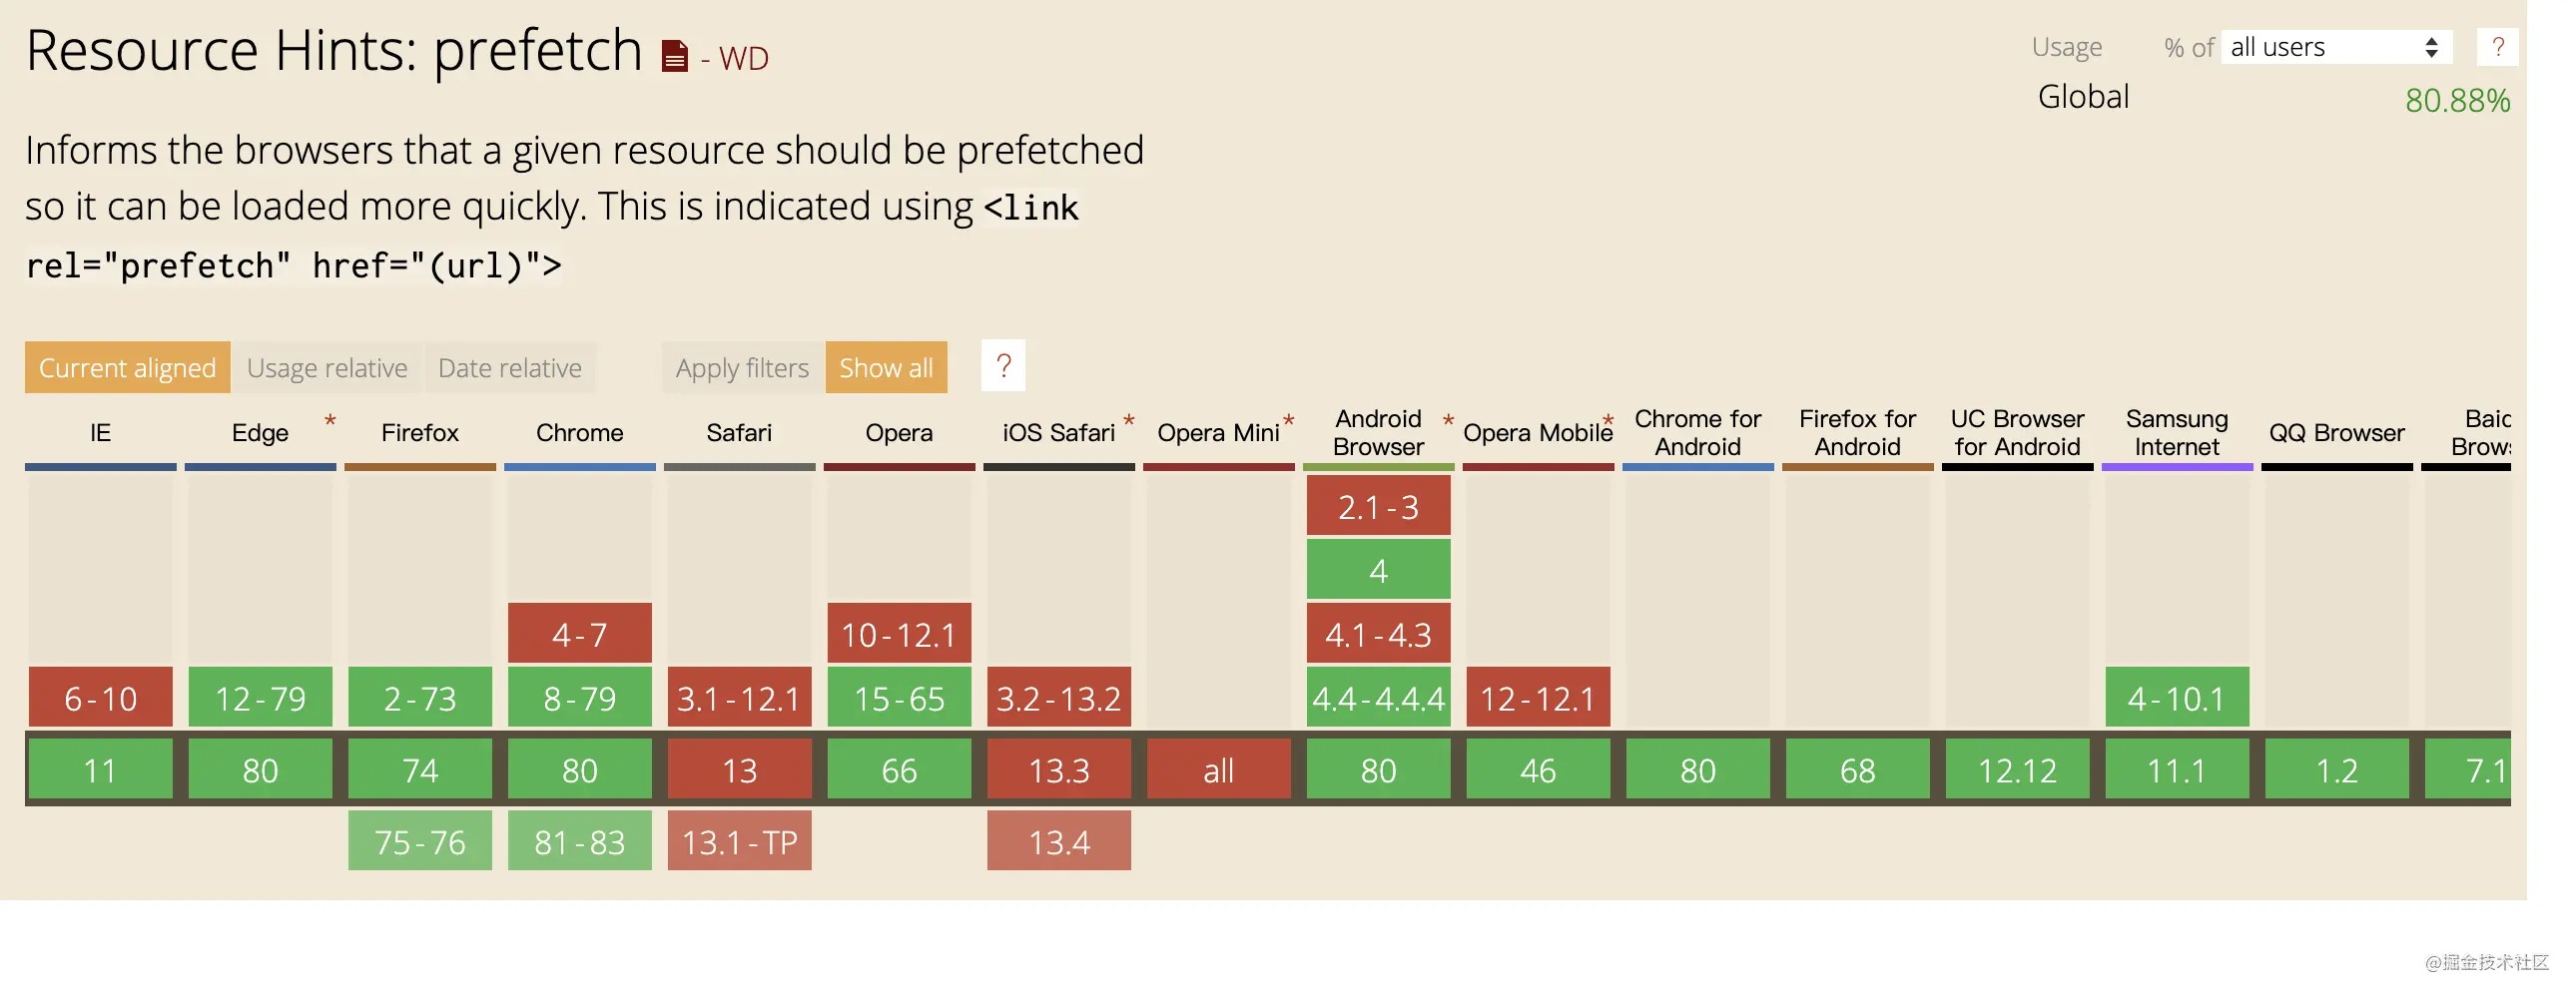 Resource Hints: prefetch - WD
Usage % of all users ?
Global 80.88%
Informs the browsers that a given resource should be prefetched
so it can be loaded more quickly. This is indicated using <link
rel="prefetch" href="(url)">
Current aligned Usage relative Date relative Apply filters Show all ?
IE Edge * Firefox Chrome Safari Opera iOS Safari * Opera Mini * Android Browser * Opera Mobile * Chrome for Android Firefox for Android UC Browser for Android Samsung Internet QQ Browser
2.1-3
4
4-7 10-12.1 4.1-4.3
6-10 12-79 2-73 8-79 3.1-12.1 15-65 3.2-13.2 4.4-4.4.4 12-12.1 4-10.1
11 80 74 80 13 66 13.3 all 80 46 80 68 12.12 11.1 1.2 7.1
75-76 81-83 13.1-TP 13.4
@掘金技术社区